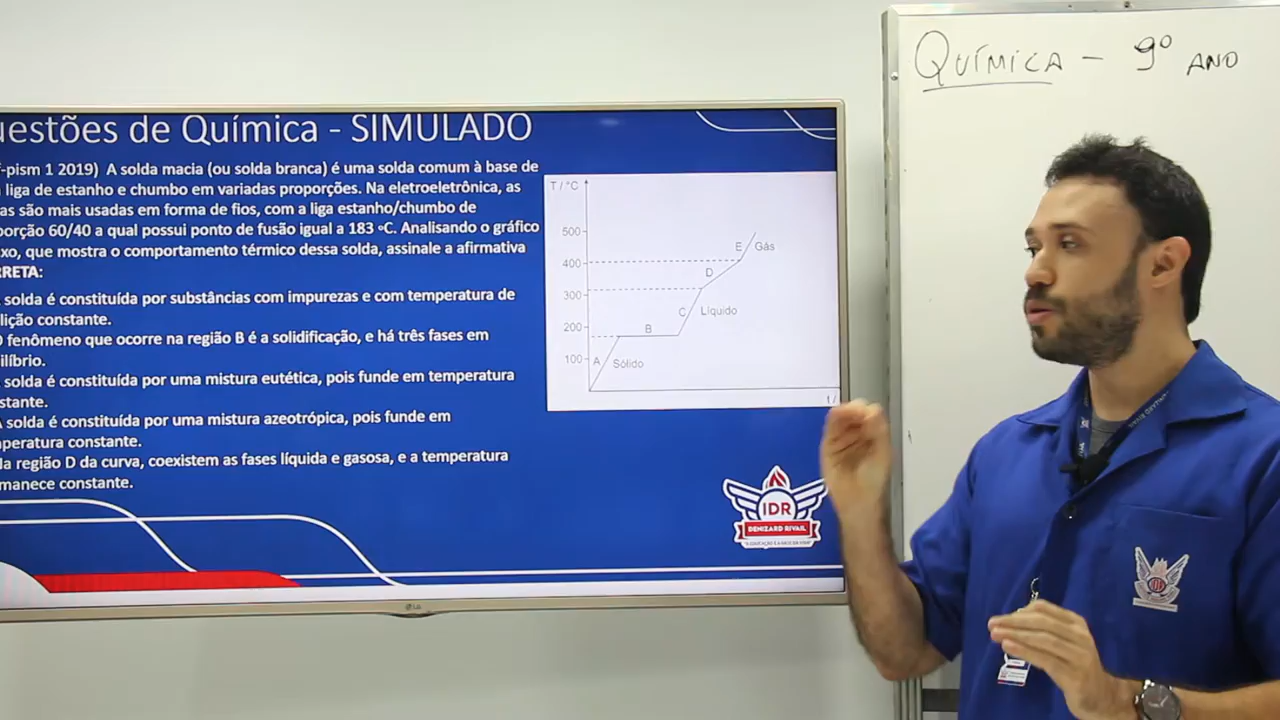 QUÍMICA - 9º ANO
uestões de Química - SIMULADO
f-pism 1 2019) A solda macia (ou solda branca) é uma solda comum à base de
liga de estanho e chumbo em variadas proporções. Na eletroeletrônica, as
as são mais usadas em forma de fios, com a liga estanho/chumbo de
porção 60/40 a qual possui ponto de fusão igual a 183 ºC. Analisando o gráfico
ixo, que mostra o comportamento térmico dessa solda, assinale a afirmativa
RRETA:
solda é constituída por substâncias com impurezas e com temperatura de
lição constante.
O fenômeno que ocorre na região B é a solidificação, e há três fases em
ilíbrio.
solda é constituída por uma mistura eutética, pois funde em temperatura
stante.
A solda é constituída por uma mistura azeotrópica, pois funde em
peratura constante.
a região D da curva, coexistem as fases líquida e gasosa, e a temperatura
manece constante.
T / °C
500
400
300
200
100
A
B
C
D
E
Sólido
Líquido
Gás
t /
IDR
DENIZARD RIVAIL
LG